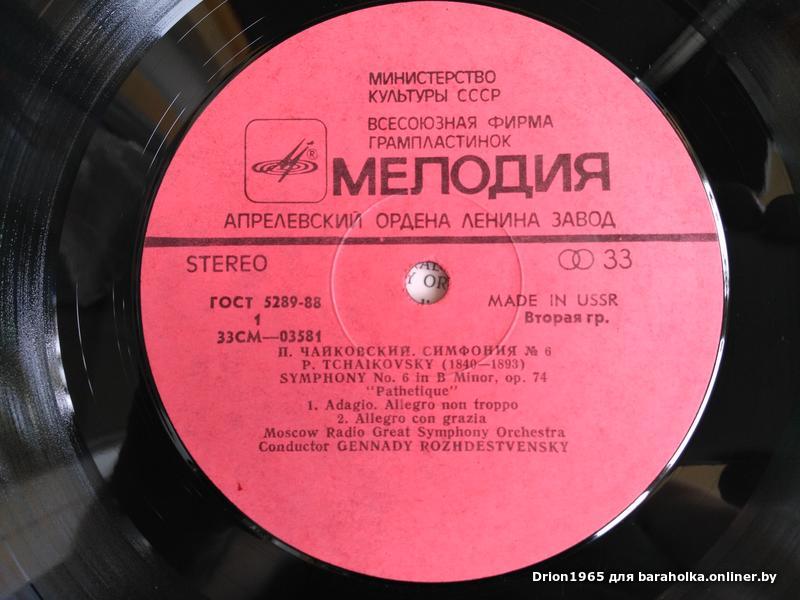 МИНИСТЕРСТВО
КУЛЬТУРЫ СССР
ВСЕСОЮЗНАЯ ФИРМА
ГРАМПЛАСТИНОК
®
МЕЛОДИЯ
АПРЕЛЕВСКИЙ ОРДЕНА ЛЕНИНА ЗАВОД
STEREO
33
ГОСТ 5289-88
MADE IN USSR
1
Вторая гр.
33СМ—03581
П. ЧАЙКОВСКИЙ. СИМФОНИЯ № 6
P. TCHAIKOVSKY (1840—1893)
SYMPHONY No. 6 in B Minor, op. 74
"Pathetique"
1. Adagio. Allegro non troppo
2. Allegro con grazia
Moscow Radio Great Symphony Orchestra
Conductor GENNADY ROZHDESTVENSKY
Drion1965 для baraholka.onliner.by